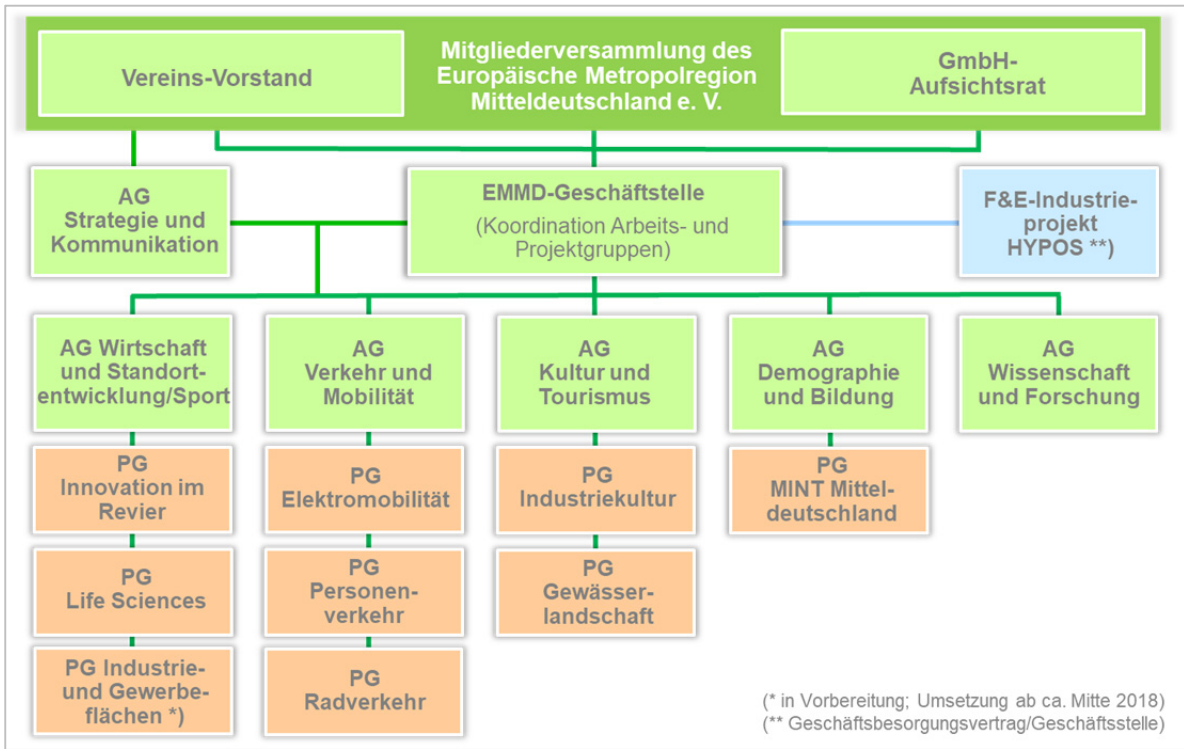 Vereins-Vorstand
Mitgliederversammlung des
Europäische Metropolregion
Mitteldeutschland e. V.
GmbH-
Aufsichtsrat
AG
Strategie und
Kommunikation
EMMD-Geschäftstelle
(Koordination Arbeits- und
Projektgruppen)
F&E-Industrie-
projekt
HYPOS **)
AG Wirtschaft
und Standort-
entwicklung/Sport
AG
Verkehr und
Mobilität
AG
Kultur und
Tourismus
AG
Demographie
und Bildung
AG
Wissenschaft
und Forschung
PG
Innovation im
Revier
PG
Elektromobilität
PG
Industriekultur
PG
MINT Mittel-
deutschland
PG
Life Sciences
PG
Personen-
verkehr
PG
Gewässer-
landschaft
PG Industrie-
und Gewerbe-
flächen *)
PG
Radverkehr
(* in Vorbereitung; Umsetzung ab ca. Mitte 2018)
(** Geschäftsbesorgungsvertrag/Geschäftsstelle)